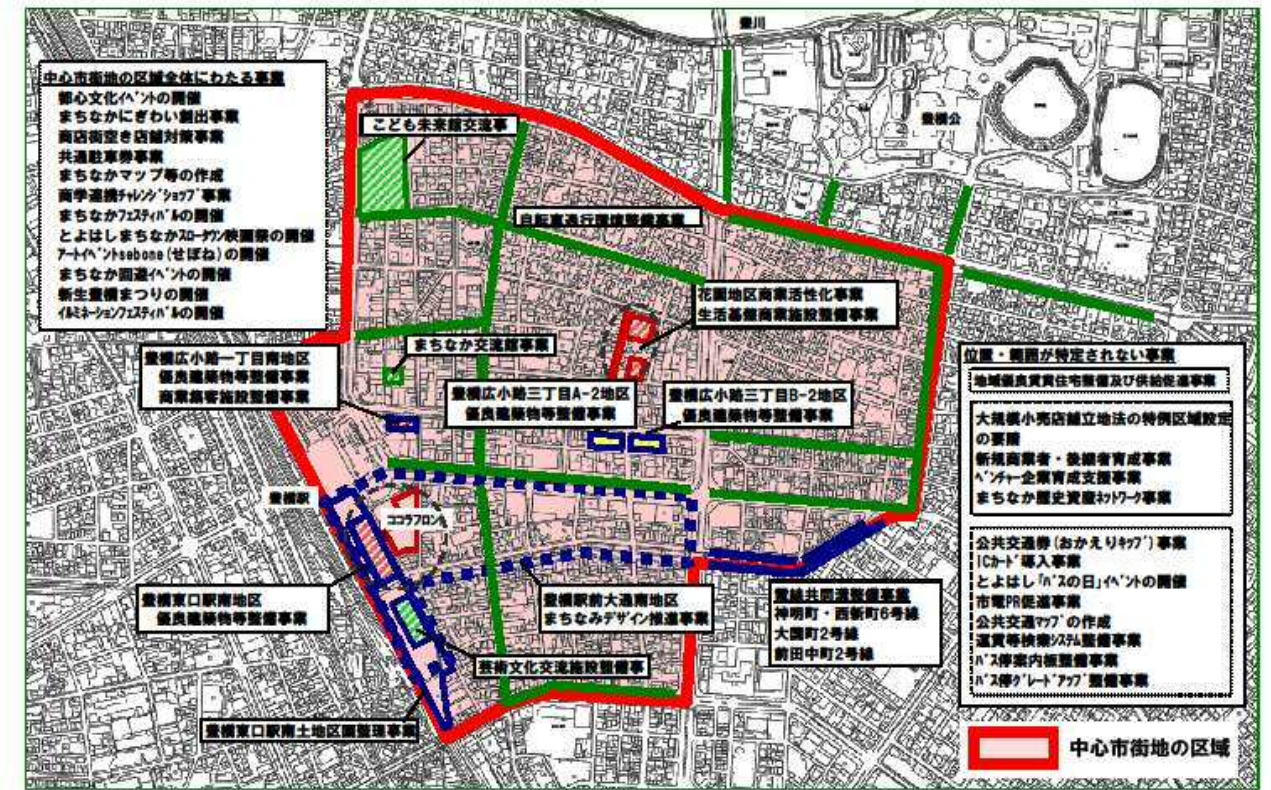 中心市街地の区域全体にわたる事業
都心文化ｲﾍﾞﾝﾄの開催
まちなかにぎわい創出事業
商店街空き店舗対策事業
共通駐車券事業
まちなかマップ等の作成
商学連携ﾁｬﾚﾝｼﾞｼｮｯﾌﾟ事業
まちなかﾌｪｽﾃｨﾊﾞﾙの開催
とよはしまちなかｽﾛｰﾀｳﾝ映画祭の開催
ｱｰﾄｲﾍﾞﾝﾄsebone(せぼね)の開催
まちなか回遊ｲﾍﾞﾝﾄの開催
新生豊橋まつりの開催
ｲﾙﾐﾈｰｼｮﾝﾌｪｽﾃｨﾊﾞﾙの開催
豊川
豊橋公
こども未来館交流事
自転車通行環境整備事業
花園地区商業活性化事業
生活基盤商業施設整備事業
まちなか交流館事業
豊橋広小路一丁目南地区
優良建築物等整備事業
商業集客施設整備事業
豊橋広小路三丁目A-2地区
優良建築物等整備事業
豊橋広小路三丁目B-2地区
優良建築物等整備事業
豊橋駅
ココラフロン
豊橋東口駅南地区
優良建築物等整備事業
豊橋駅前大通南地区
まちなみデザイン推進事業
電線共同溝整備事業
神明町・西新町6号線
大国町2号線
前田中町2号線
芸術文化交流施設整備事
豊橋東口駅南土地区画整理事業
位置・範囲が特定されない事業
地域優良賃貸住宅整備及び供給促進事業
大規模小売店舗立地法の特例区域設定
の要請
新規商業者・後継者育成事業
ﾍﾞﾝﾁｬｰ企業育成支援事業
まちなか歴史資産ﾈｯﾄﾜｰｸ事業
公共交通券(おかえりｷｯﾌﾟ)事業
ICｶｰﾄﾞ導入事業
とよはし｢ﾊﾞｽの日｣ｲﾍﾞﾝﾄの開催
市電PR促進事業
公共交通ﾏｯﾌﾟの作成
運賃等検索ｼｽﾃﾑ整備事業
ﾊﾞｽ停案内板整備事業
ﾊﾞｽ停ｸﾞﾚｰﾄﾞｱｯﾌﾟ整備事業
中心市街地の区域